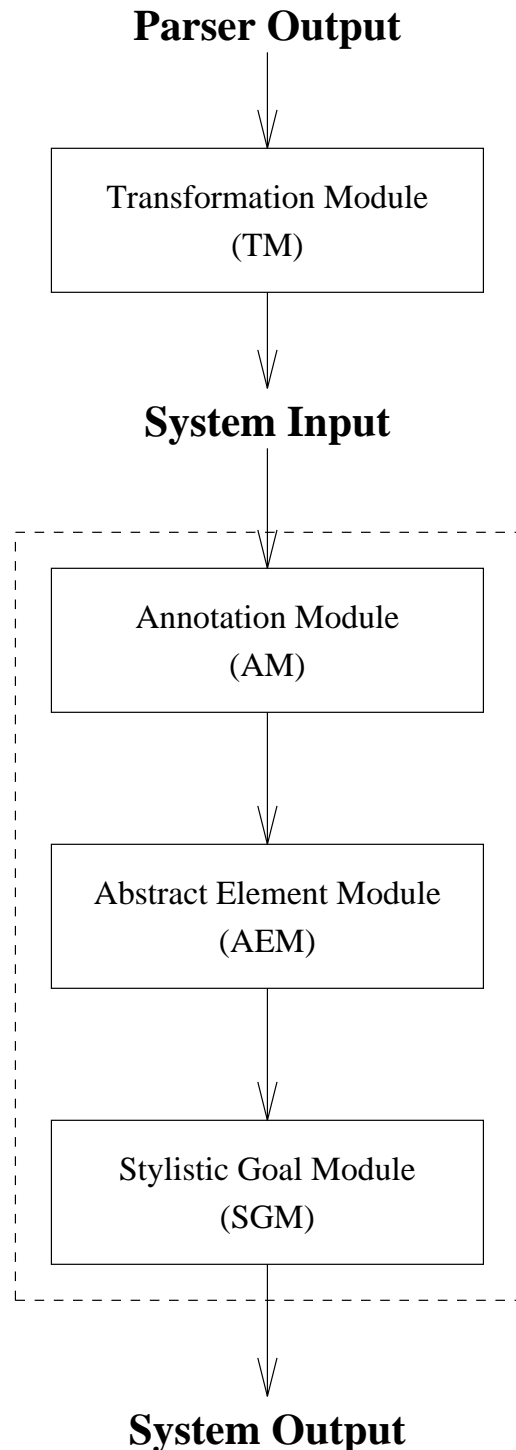 Parser Output
Transformation Module
(TM)
System Input
Annotation Module
(AM)
Abstract Element Module
(AEM)
Stylistic Goal Module
(SGM)
System Output